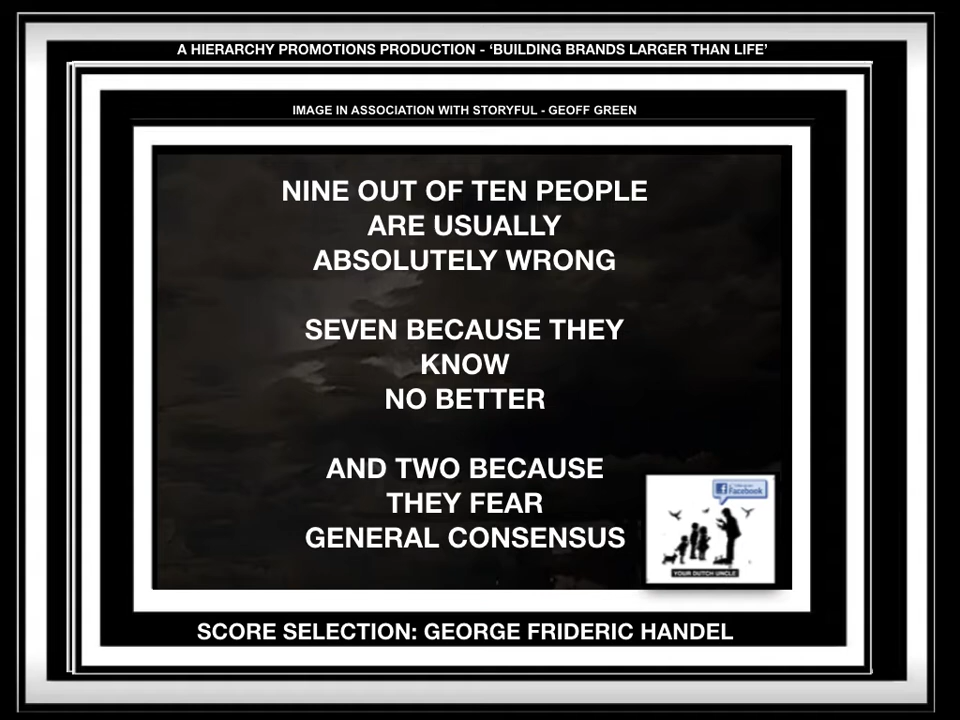 A HIERARCHY PROMOTIONS PRODUCTION - ‘BUILDING BRANDS LARGER THAN LIFE’
IMAGE IN ASSOCIATION WITH STORYFUL - GEOFF GREEN
NINE OUT OF TEN PEOPLE
ARE USUALLY
ABSOLUTELY WRONG
SEVEN BECAUSE THEY
KNOW
NO BETTER
AND TWO BECAUSE
THEY FEAR
GENERAL CONSENSUS
Facebook
YOUR DUTCH UNCLE
SCORE SELECTION: GEORGE FRIDERIC HANDEL